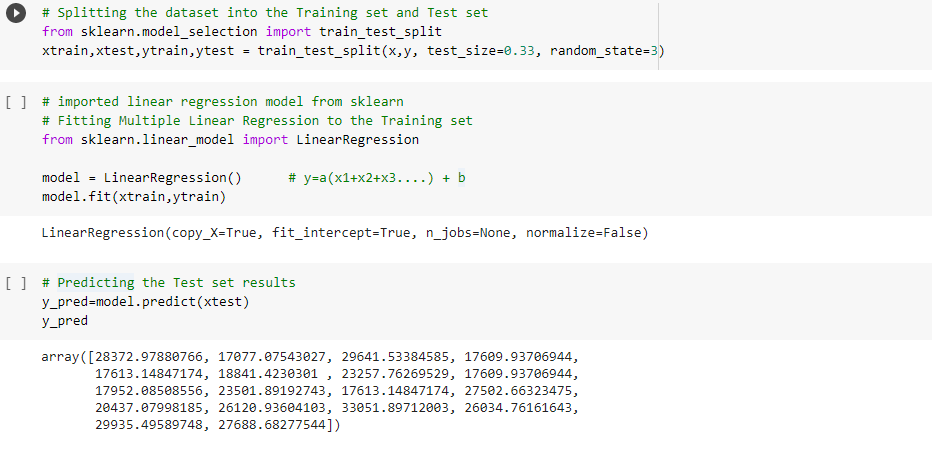 # Splitting the dataset into the Training set and Test set
from sklearn.model_selection import train_test_split
xtrain,xtest,ytrain,ytest = train_test_split(x,y, test_size=0.33, random_state=3)
[ ] # imported linear regression model from sklearn
# Fitting Multiple Linear Regression to the Training set
from sklearn.linear_model import LinearRegression
model = LinearRegression()      # y=a(x1+x2+x3....) + b
model.fit(xtrain,ytrain)
LinearRegression(copy_X=True, fit_intercept=True, n_jobs=None, normalize=False)
[ ] # Predicting the Test set results
y_pred=model.predict(xtest)
y_pred
array([28372.97880766, 17077.07543027, 29641.53384585, 17609.93706944,
17613.14847174, 18841.4230301 , 23257.76269529, 17609.93706944,
17952.08508556, 23501.89192743, 17613.14847174, 27502.66323475,
20437.07998185, 26120.93604103, 33051.89712003, 26034.76161643,
29935.49589748, 27688.68277544])